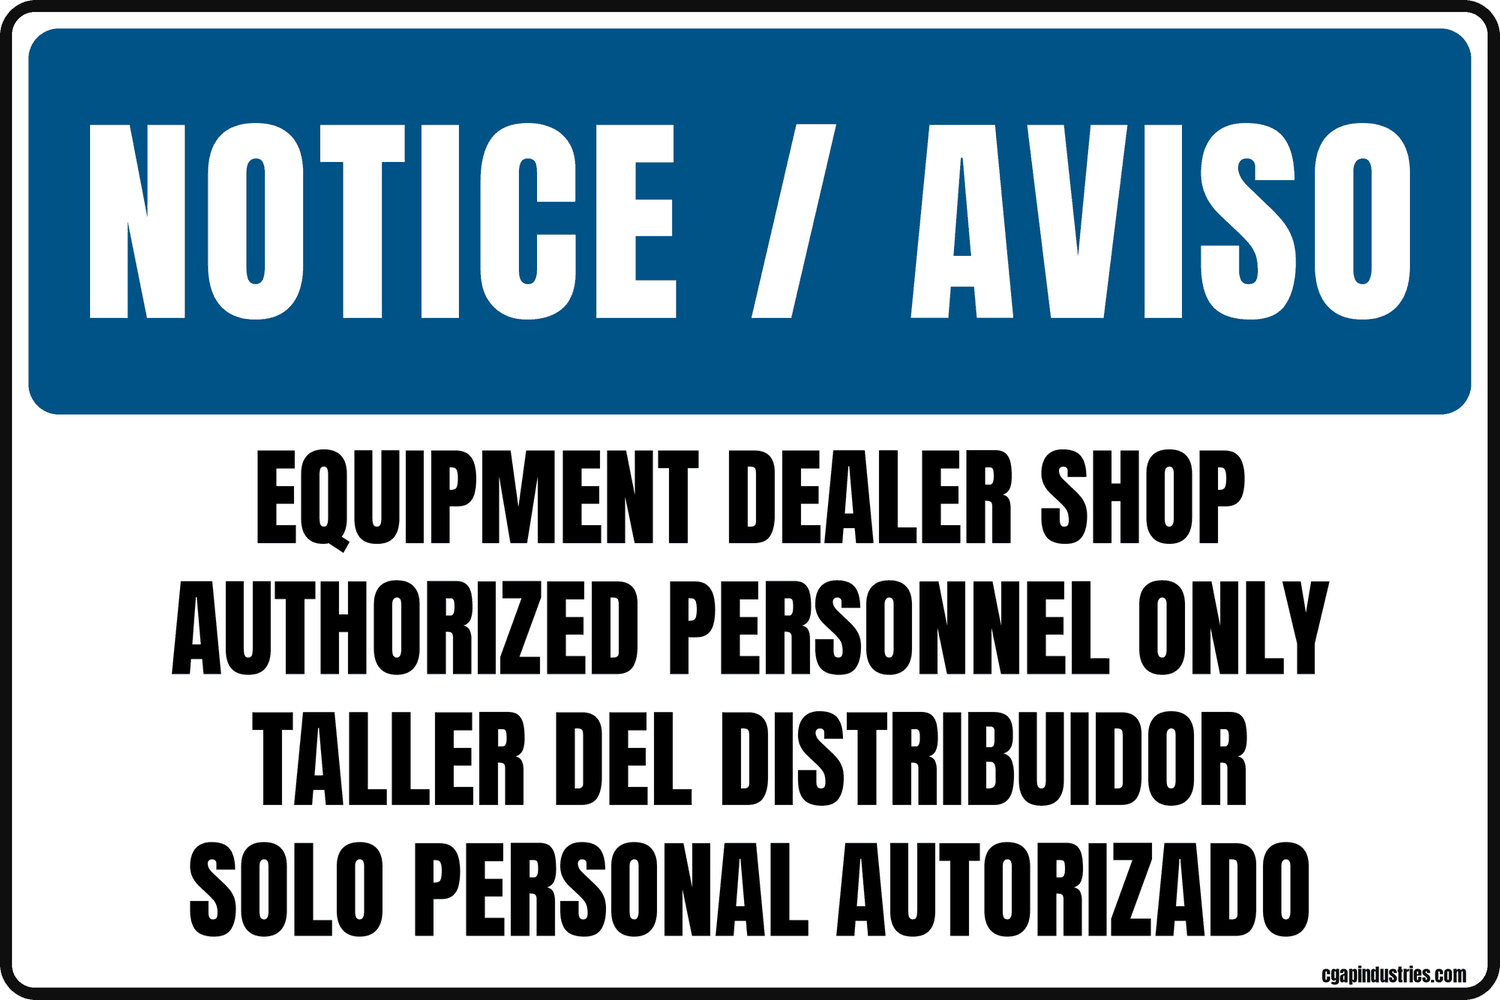 NOTICE / AVISO
EQUIPMENT DEALER SHOP
AUTHORIZED PERSONNEL ONLY
TALLER DEL DISTRIBUIDOR
SOLO PERSONAL AUTORIZADO
cgapindustries.com